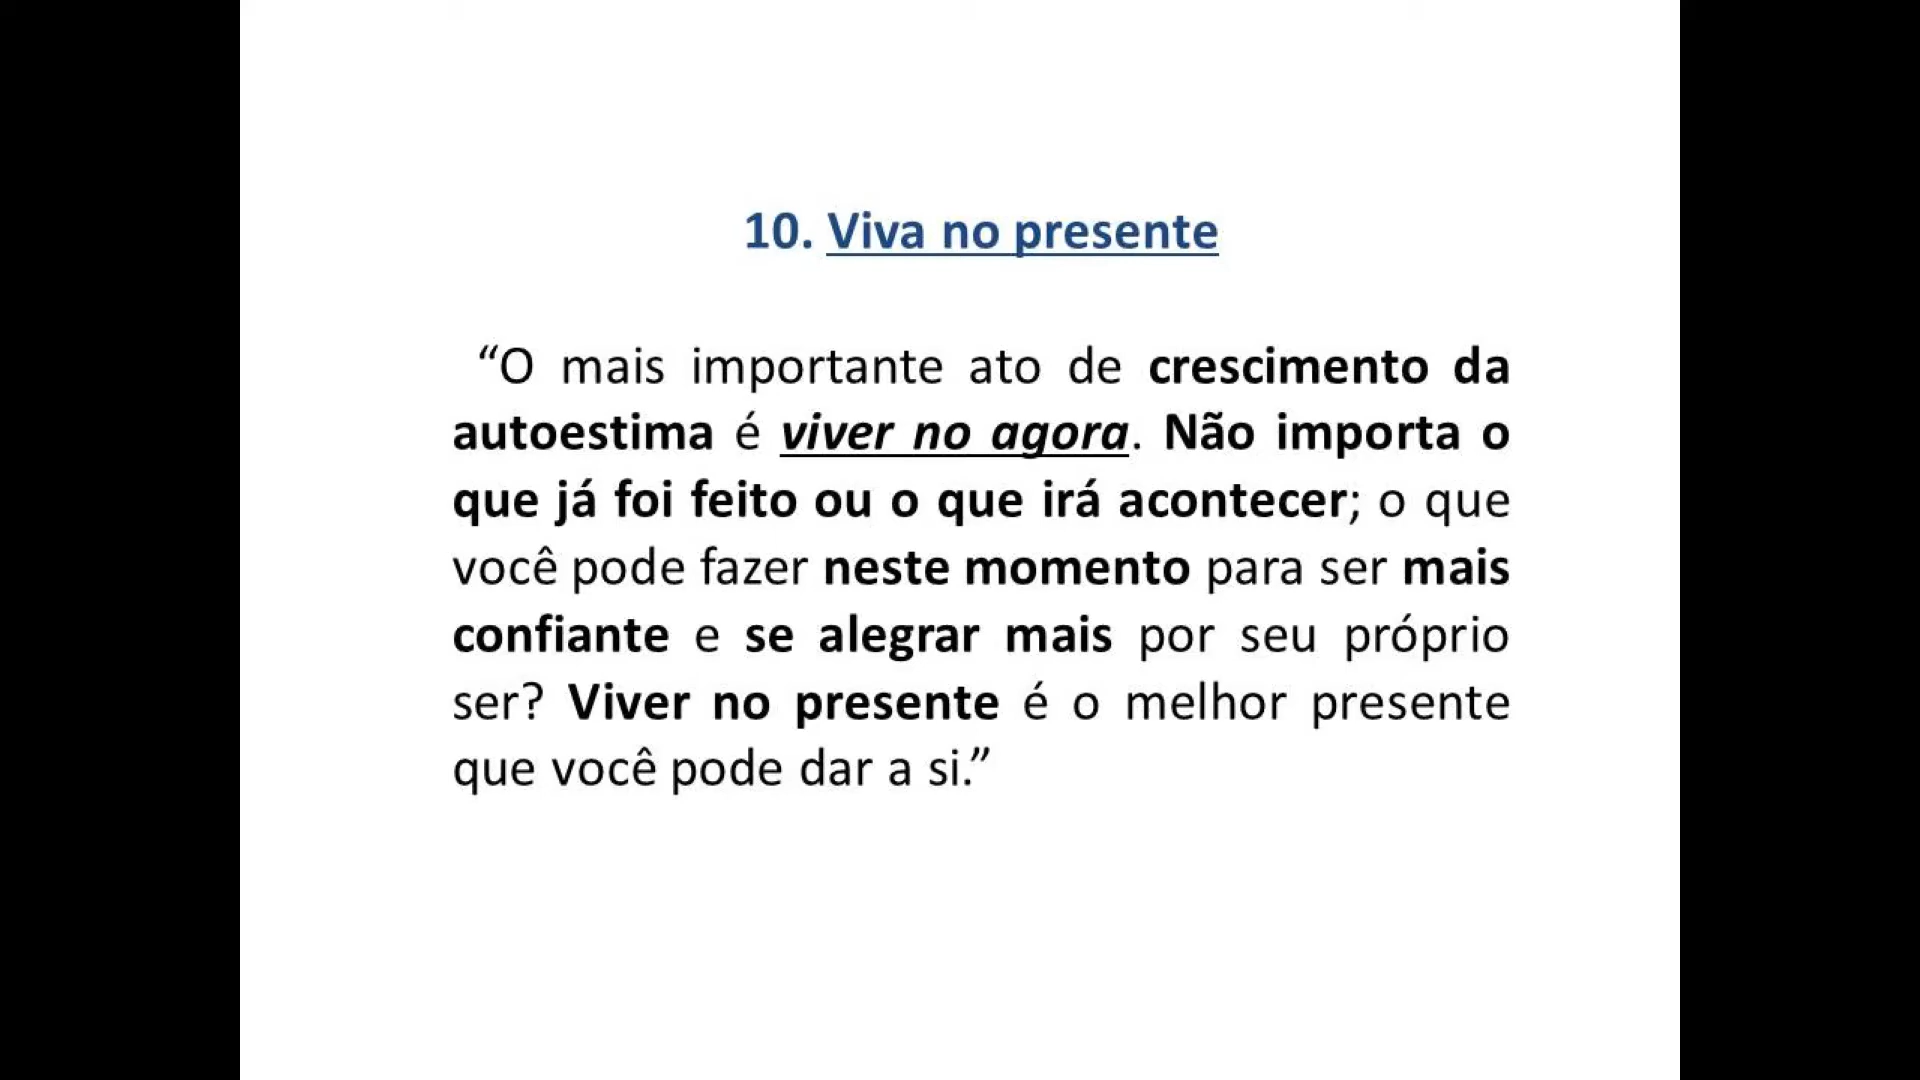 10. Viva no presente
“O mais importante ato de crescimento da
autoestima é viver no agora. Não importa o
que já foi feito ou o que irá acontecer; o que
você pode fazer neste momento para ser mais
confiante e se alegrar mais por seu próprio
ser? Viver no presente é o melhor presente
que você pode dar a si.”